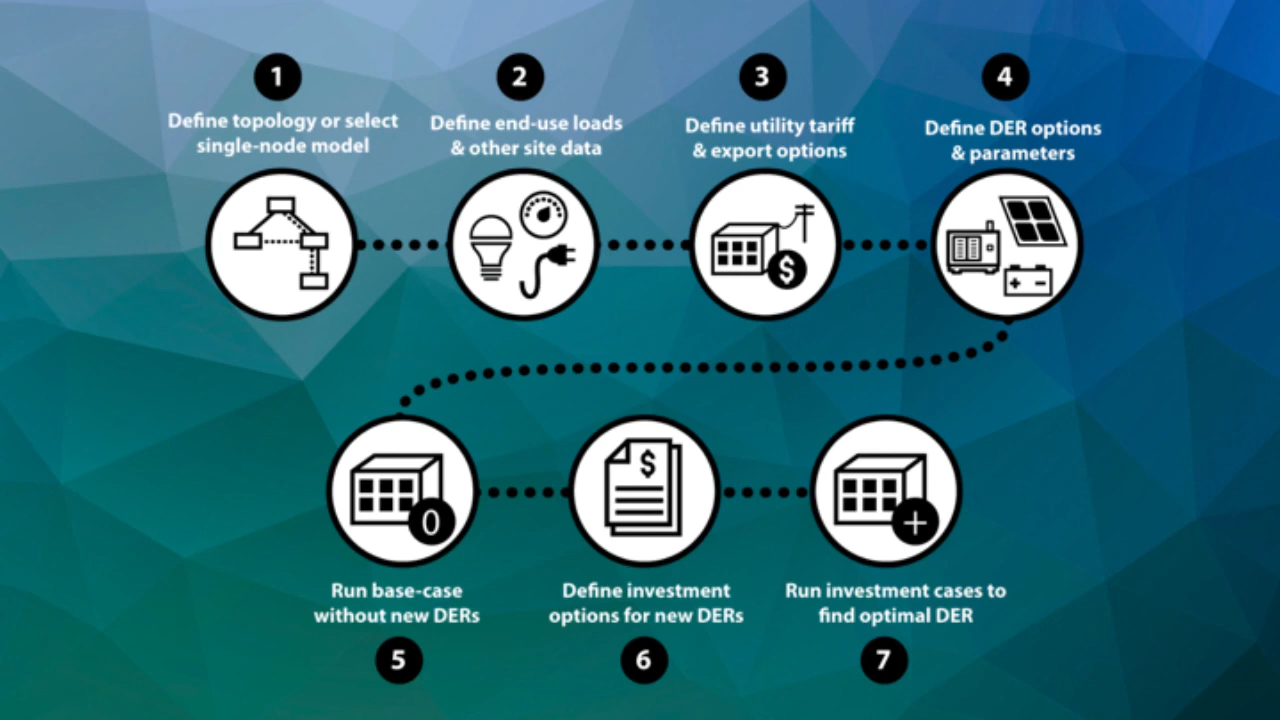 1
Define topology or select
single-node model
2
Define end-use loads
& other site data
3
Define utility tariff
& export options
$
4
Define DER options
& parameters
+ -
0
Run base-case
without new DERs
5
$
Define investment
options for new DERs
6
+
Run investment cases to
find optimal DER
7